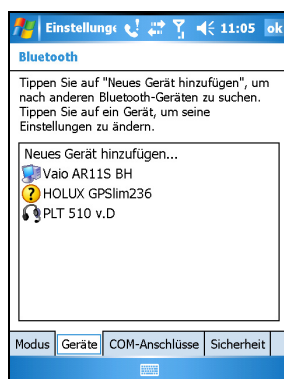 Einstellunge 11:05 ok
Bluetooth
Tippen Sie auf "Neues Gerät hinzufügen", um
nach anderen Bluetooth-Geräten zu suchen.
Tippen Sie auf ein Gerät, um seine
Einstellungen zu ändern.
Neues Gerät hinzufügen...
Vaio AR11S BH
HOLUX GPSlim236
PLT 510 v.D
Modus Geräte COM-Anschlüsse Sicherheit